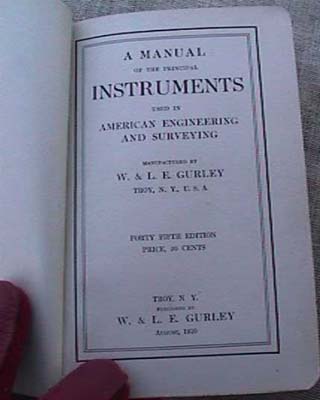 A MANUAL
OF THE PRINCIPAL
INSTRUMENTS
USED IN
AMERICAN ENGINEERING
AND SURVEYING
MANUFACTURED BY
W. & L. E. GURLEY
TROY, N. Y., U. S. A
FORTY FIFTH EDITION
PRICE, 50 CENTS
TROY, N. Y.
PUBLISHED BY
W. & L. E. GURLEY
AUGUST,